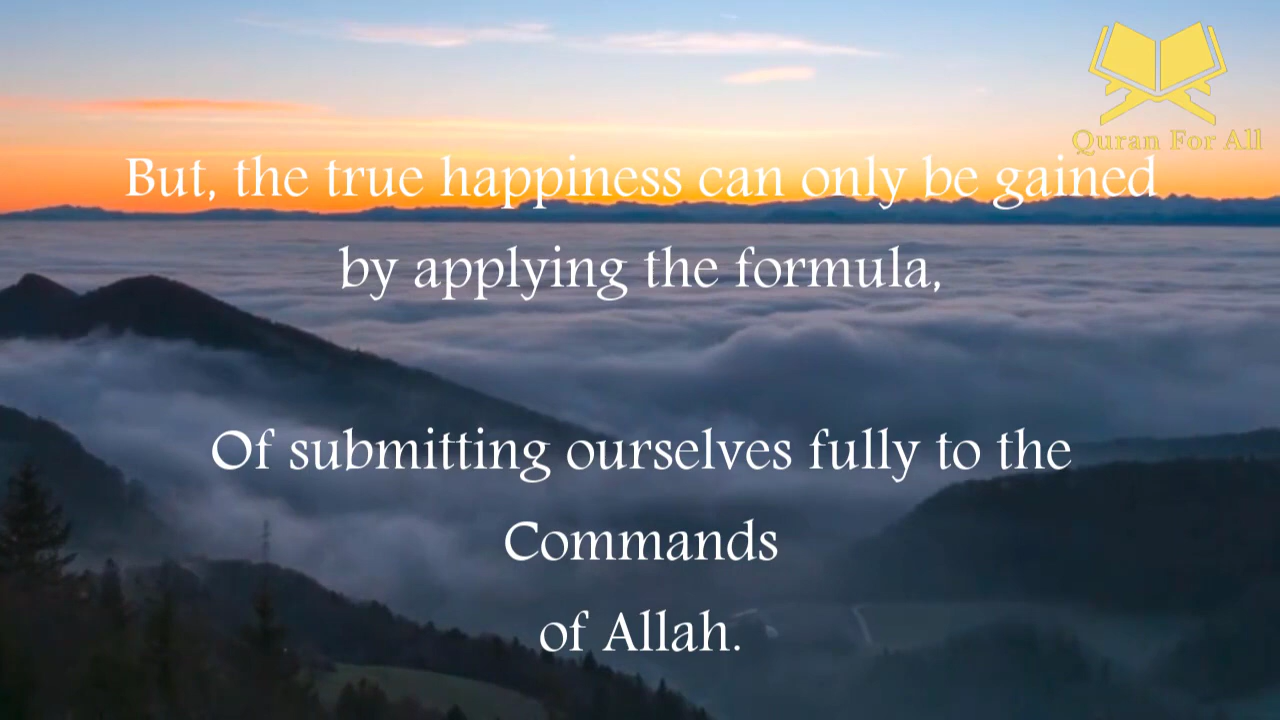 Quran For All
But, the true happiness can only be gained
by applying the formula,
Of submitting ourselves fully to the
Commands
of Allah.